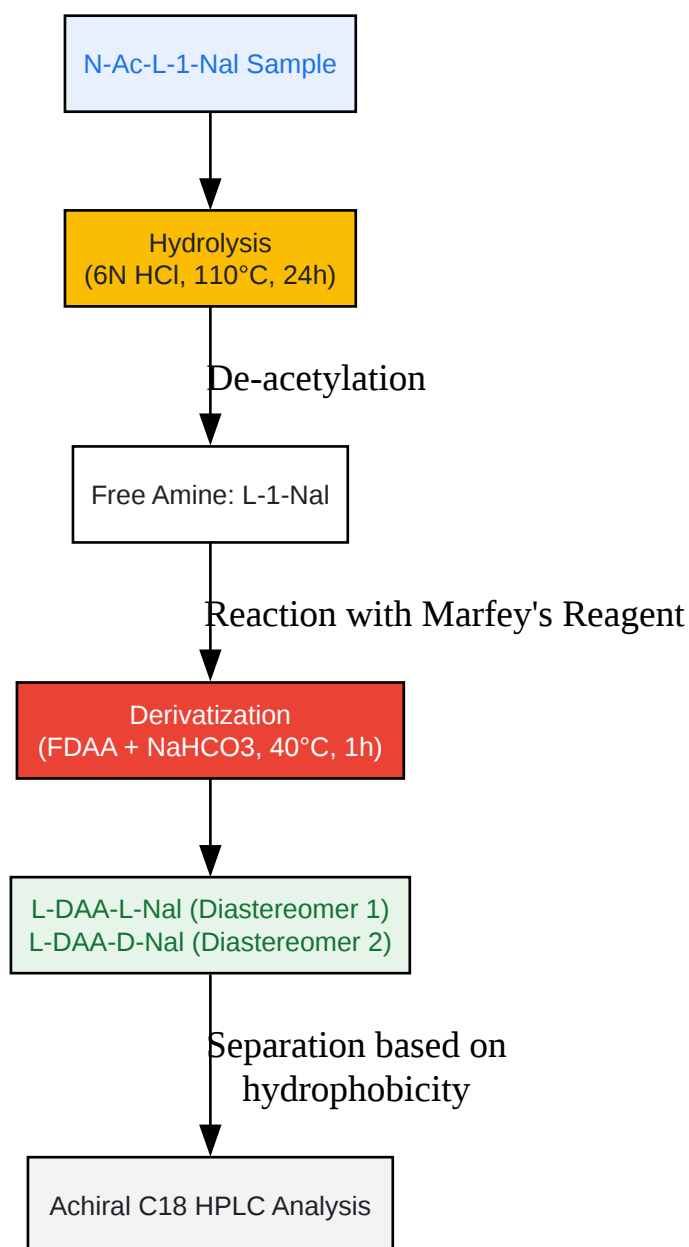 N-Ac-L-1-Nal Sample
Hydrolysis
(6N HCl, 110°C, 24h)
De-acetylation
Free Amine: L-1-Nal
Reaction with Marfey's Reagent
Derivatization
(FDAA + NaHCO3, 40°C, 1h)
L-DAA-L-Nal (Diastereomer 1)
L-DAA-D-Nal (Diastereomer 2)
Separation based on
hydrophobicity
Achiral C18 HPLC Analysis